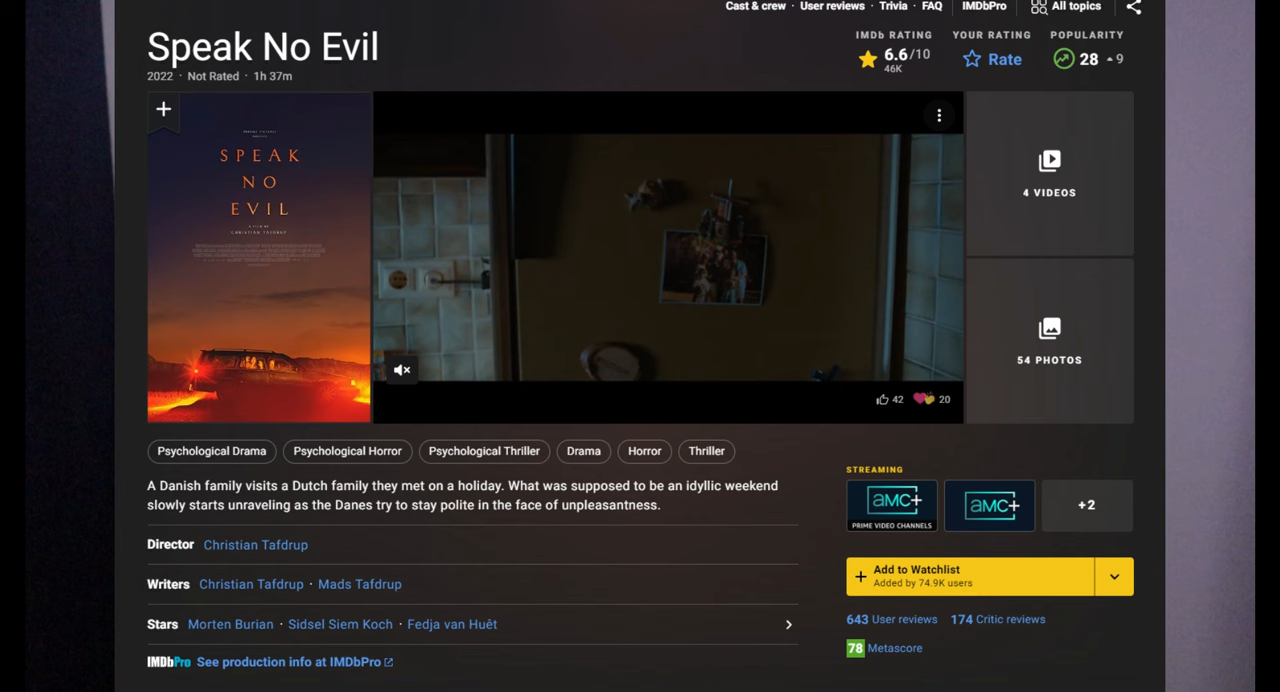 Cast & crew · User reviews · Trivia · FAQ IMDbPro All topics
Speak No Evil
2022 · Not Rated · 1h 37m
IMDb RATING
6.6/10
46K
YOUR RATING
Rate
POPULARITY
28 9
SPEAK
NO
EVIL
A FILM BY
CHRISTIAN TAFDRUP
42 20
4 VIDEOS
54 PHOTOS
Psychological Drama Psychological Horror Psychological Thriller Drama Horror Thriller
A Danish family visits a Dutch family they met on a holiday. What was supposed to be an idyllic weekend
slowly starts unraveling as the Danes try to stay polite in the face of unpleasantness.
Director Christian Tafdrup
Writers Christian Tafdrup · Mads Tafdrup
Stars Morten Burian · Sidsel Siem Koch · Fedja van Huêt
IMDbPro See production info at IMDbPro
STREAMING
aMC+
PRIME VIDEO CHANNELS
aMC+
+2
Add to Watchlist
Added by 74.9K users
643 User reviews 174 Critic reviews
78 Metascore